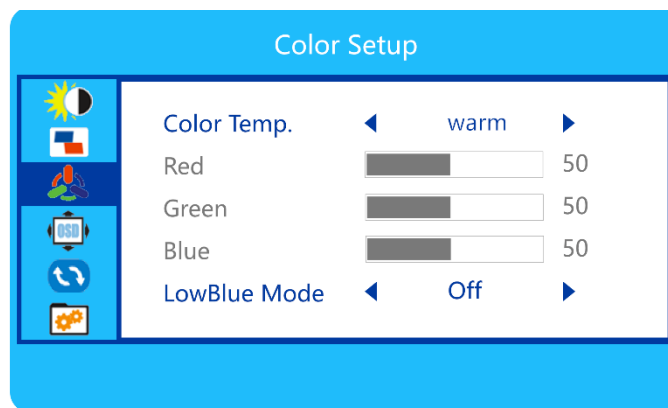 Color Setup
Color Temp. warm
Red 50
Green 50
Blue 50
OSD
LowBlue Mode Off